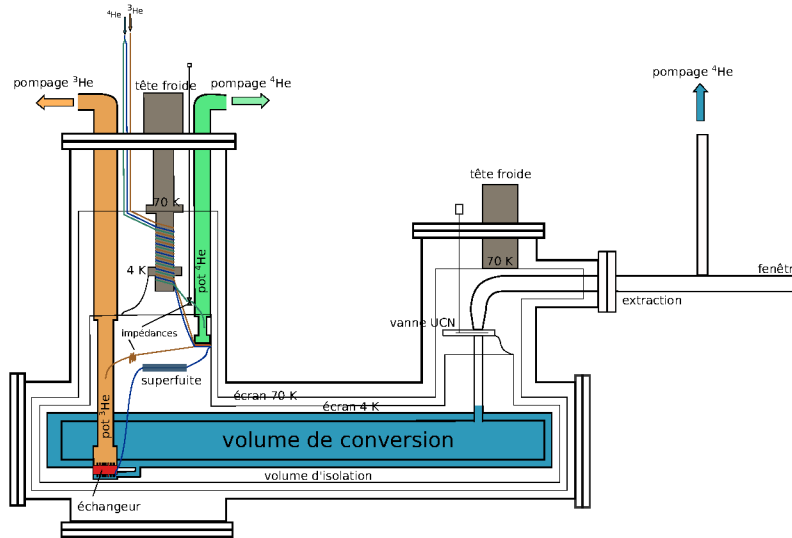 ⁴He
³He
pompage ³He
tête froide
pompage ⁴He
pompage ⁴He
tête froide
70 K
4 K
pot ⁴He
70 K
fenêtr
extraction
impédances
vanne UCN
superfuite
écran 70 K
écran 4 K
pot ³He
volume de conversion
volume d'isolation
échangeur